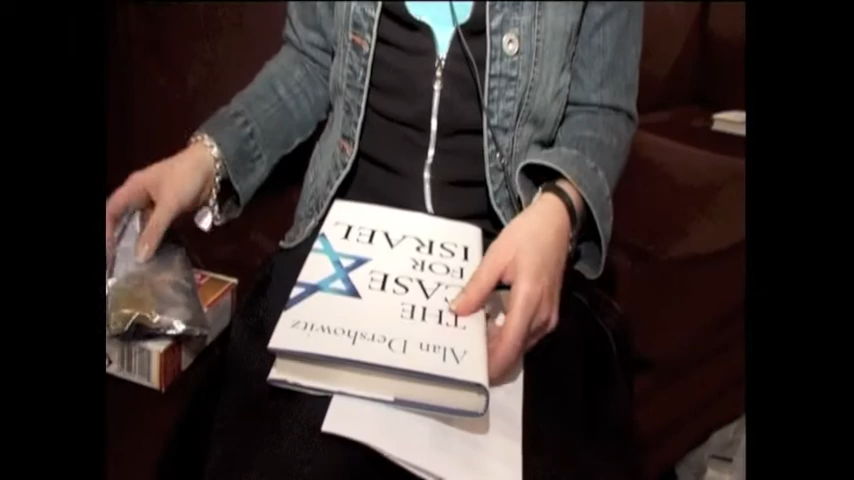 THE
CASE
FOR
ISRAEL
Alan Dershowitz